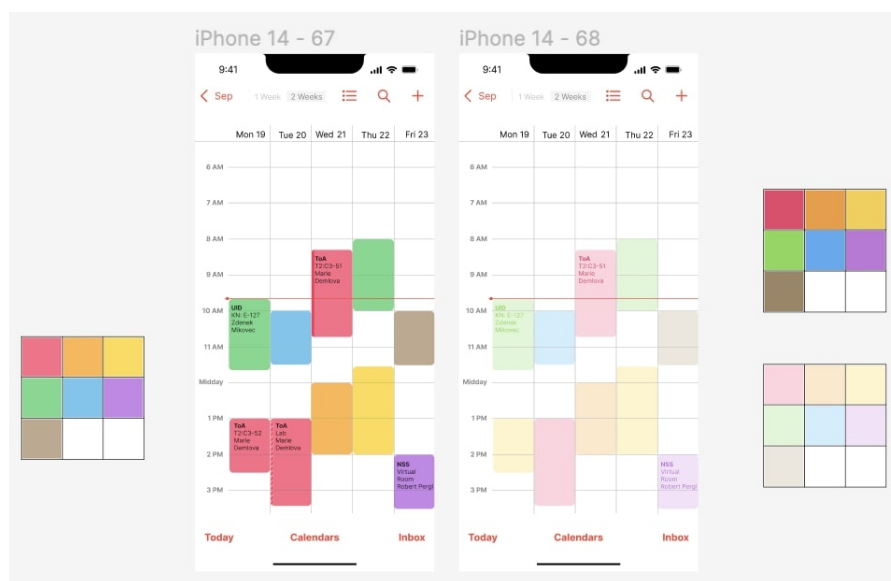 iPhone 14 - 67
9:41
Sep
1 Week
2 Weeks
Mon 19
Tue 20
Wed 21
Thu 22
Fri 23
6 AM
7 AM
8 AM
9 AM
10 AM
11 AM
Midday
1 PM
2 PM
3 PM
ToA
T2:C3-51
Marie
Demlova
UID
KN: E-127
Zdenek
Mikovec
ToA
T2:C3-52
Marie
Demlova
ToA
Lab
Marie
Demlova
NSS
Virtual
Room
Robert Pergl
Today
Calendars
Inbox
iPhone 14 - 68
9:41
Sep
1 Week
2 Weeks
Mon 19
Tue 20
Wed 21
Thu 22
Fri 23
6 AM
7 AM
8 AM
9 AM
10 AM
11 AM
Midday
1 PM
2 PM
3 PM
ToA
T2:C3-51
Marie
Demlova
UID
KN: E-127
Zdenek
Mikovec
NSS
Virtual
Room
Robert Pergl
Today
Calendars
Inbox